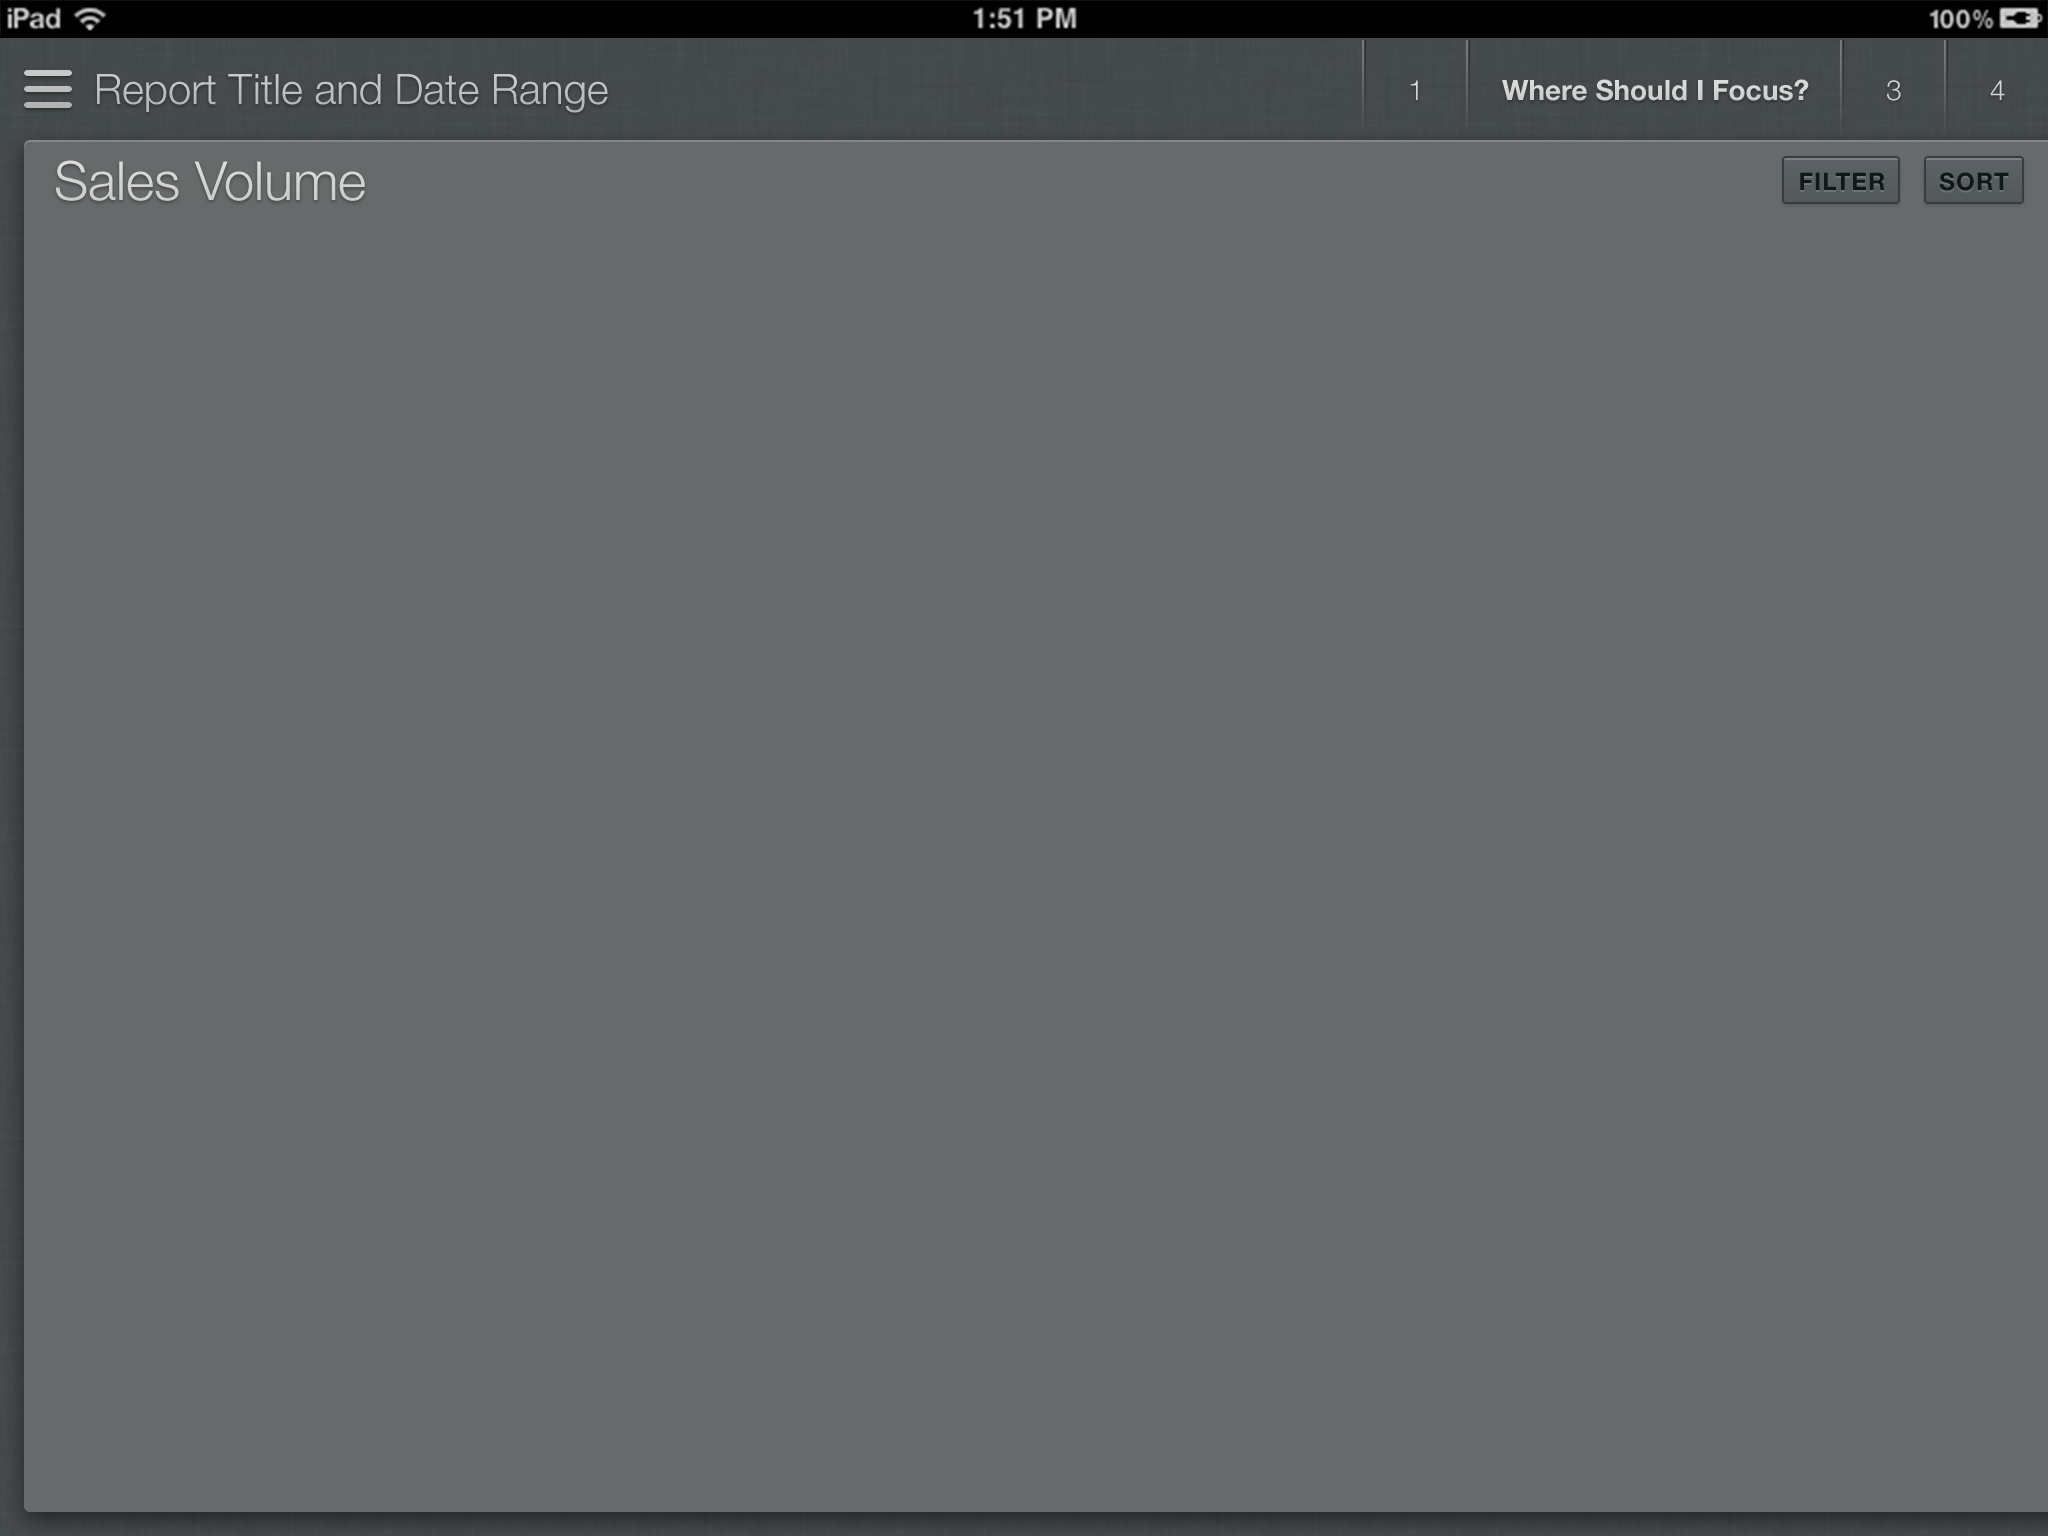 iPad 1:51 PM 100%
Report Title and Date Range 1 Where Should I Focus? 3 4
Sales Volume FILTER SORT